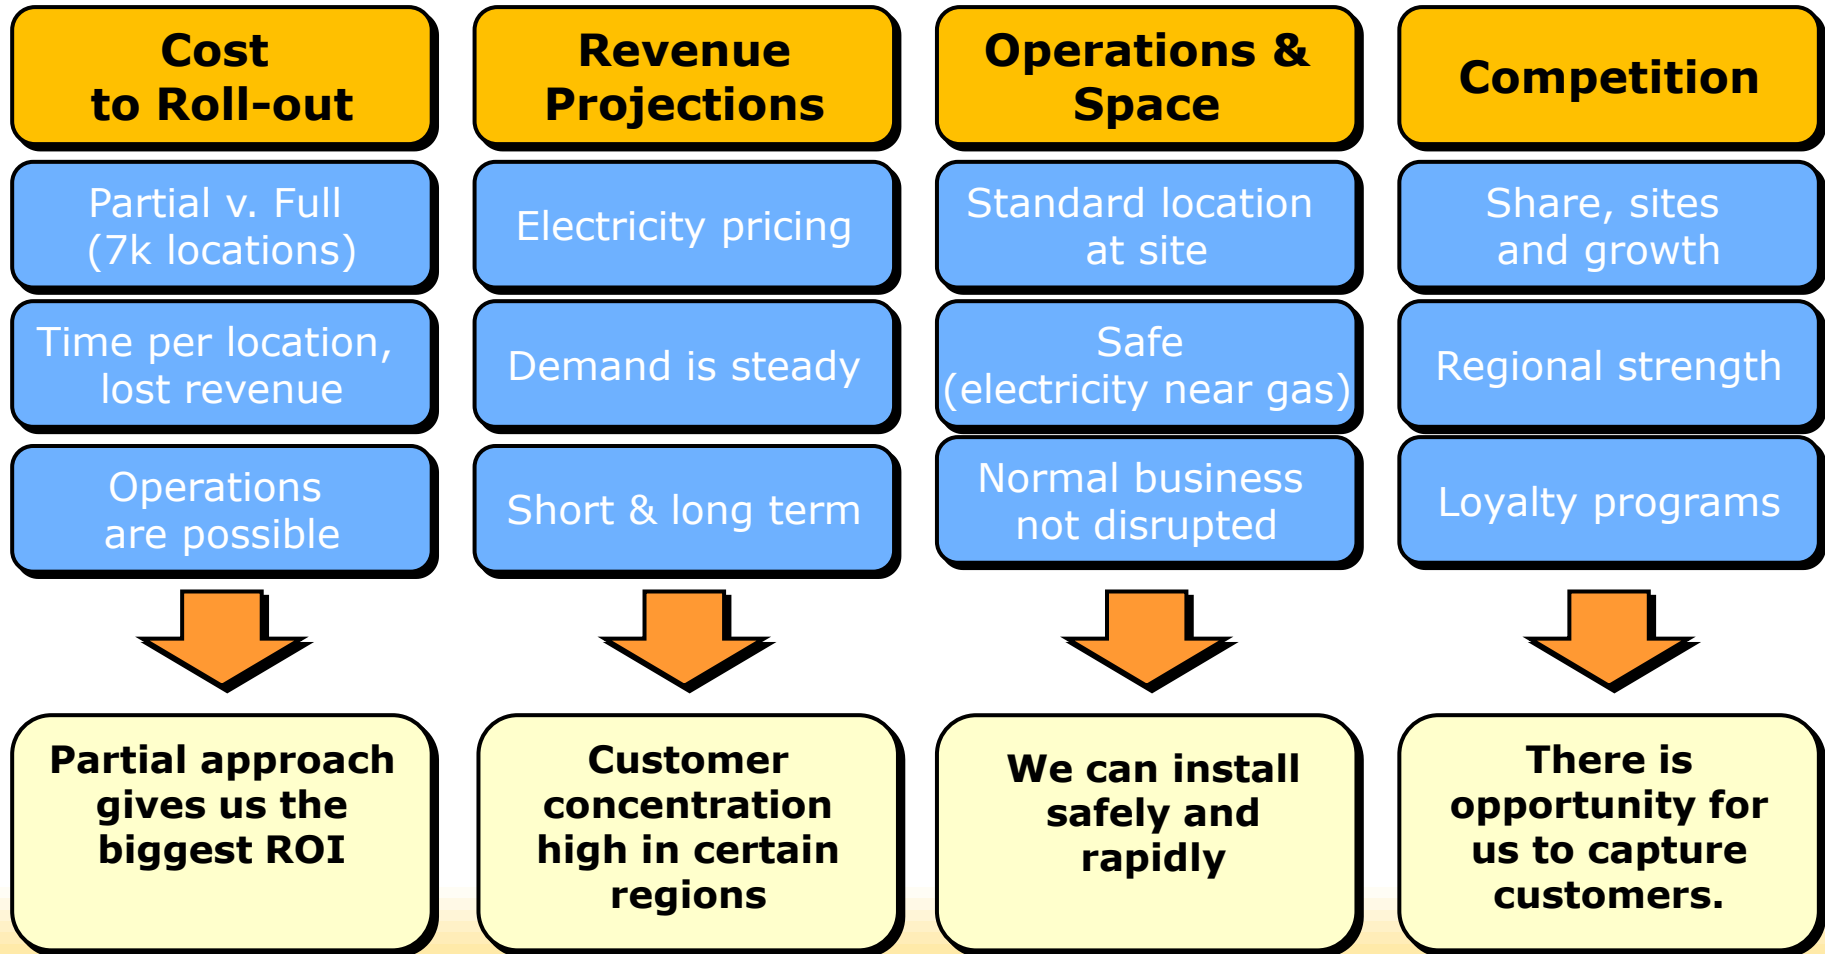 Cost
to Roll-out
Revenue
Projections
Operations &
Space
Competition
Partial v. Full
(7k locations)
Electricity pricing
Standard location
at site
Share, sites
and growth
Time per location,
lost revenue
Demand is steady
Safe
(electricity near gas)
Regional strength
Operations
are possible
Short & long term
Normal business
not disrupted
Loyalty programs
Partial approach
gives us the
biggest ROI
Customer
concentration
high in certain
regions
We can install
safely and
rapidly
There is
opportunity for
us to capture
customers.